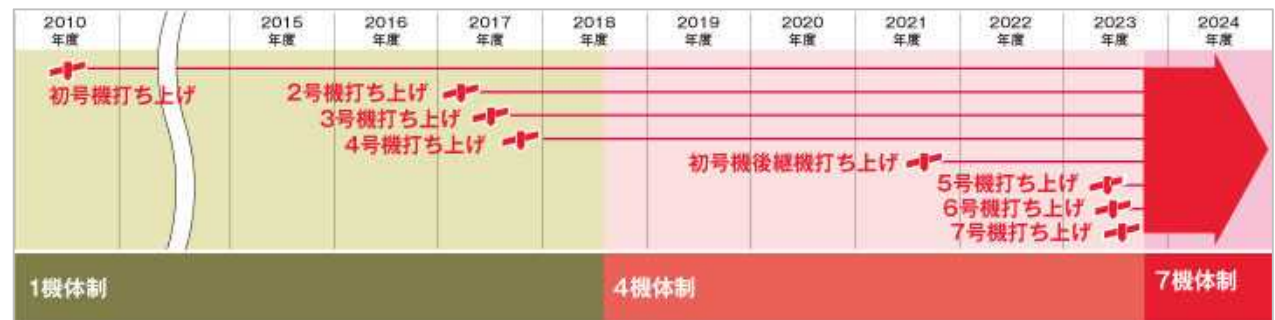 2010
年度
2015
年度
2016
年度
2017
年度
2018
年度
2019
年度
2020
年度
2021
年度
2022
年度
2023
年度
2024
年度
初号機打ち上げ
2号機打ち上げ
3号機打ち上げ
4号機打ち上げ
初号機後継機打ち上げ
5号機打ち上げ
6号機打ち上げ
7号機打ち上げ
1機体制
4機体制
7機体制